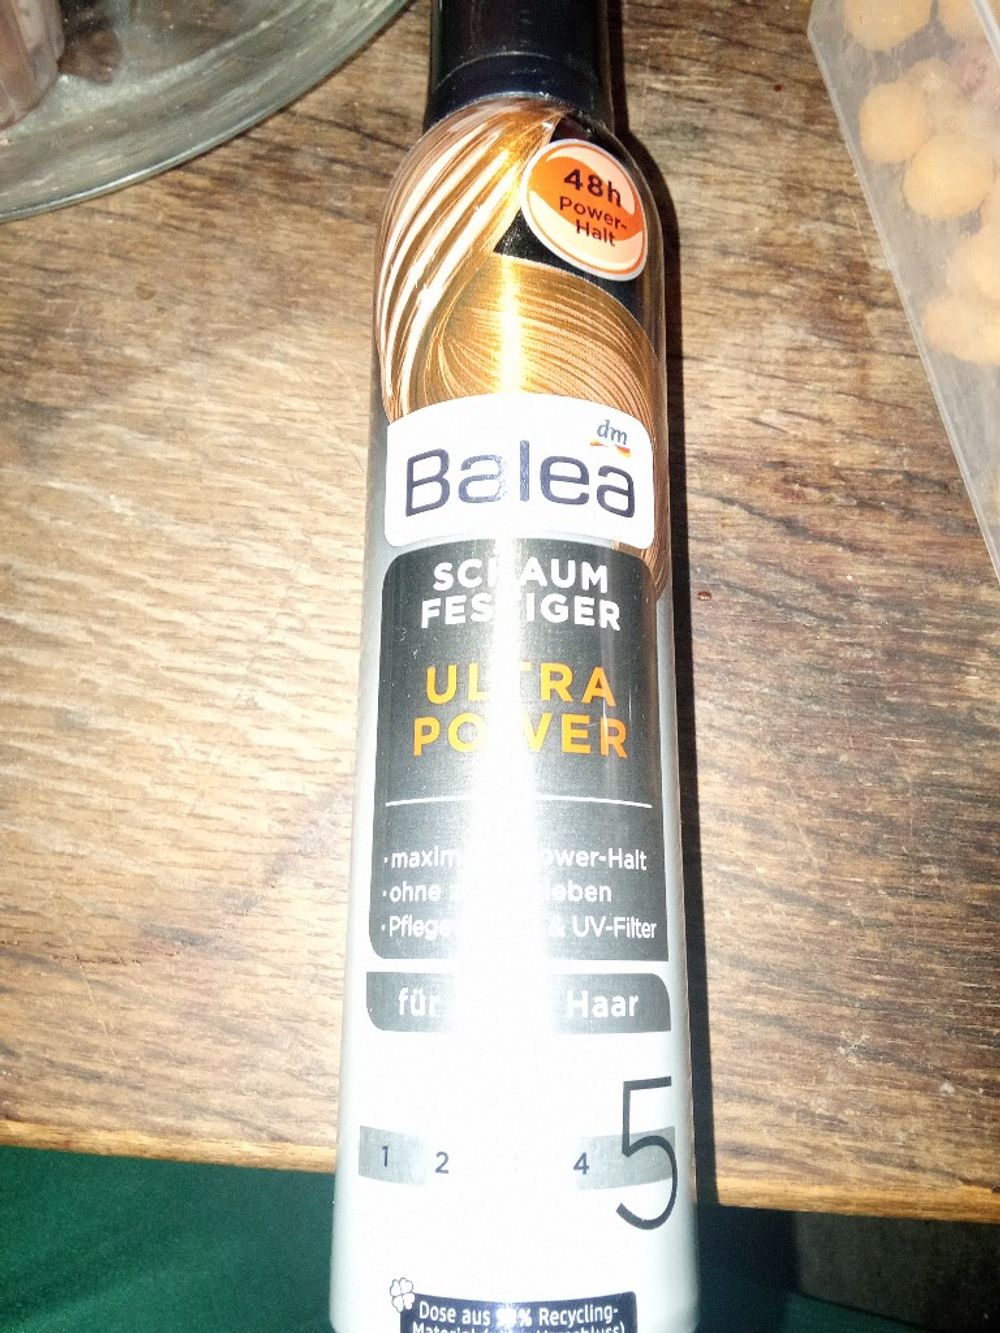 48h
Power-
Halt
dm
Balea
SCHAUM
FESTIGER
ULTRA
POWER
Power-Halt
· ohne
& UV-Filter
für Haar
1 2 4 5
Dose aus Recycling-